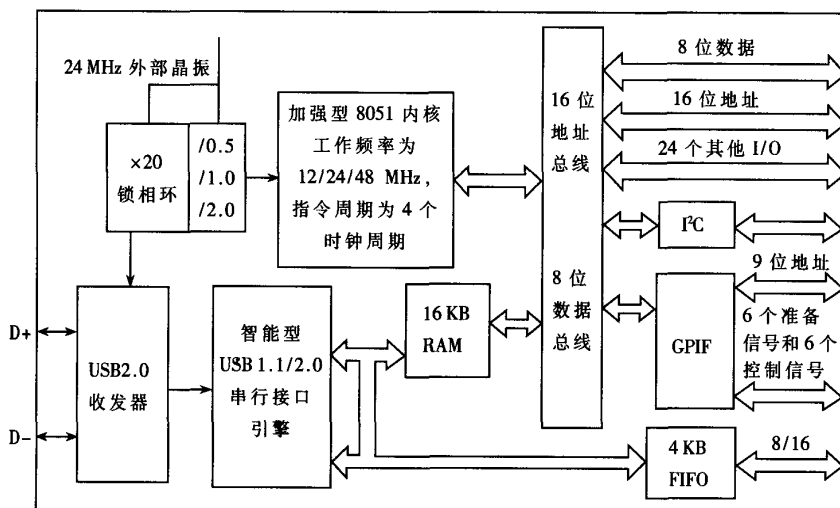 24 MHz 外部晶振
×20
锁相环
/0.5
/1.0
/2.0
加强型 8051 内核
工作频率为
12/24/48 MHz,
指令周期为 4 个
时钟周期
16 位
地址
总线
8 位
数据
总线
8 位数据
16 位地址
24 个其他 I/O
I²C
9 位地址
GPIF
6 个准备
信号和 6 个
控制信号
D+
D−
USB2.0
收发器
智能型
USB 1.1/2.0
串行接口
引擎
16 KB
RAM
4 KB
FIFO
8/16